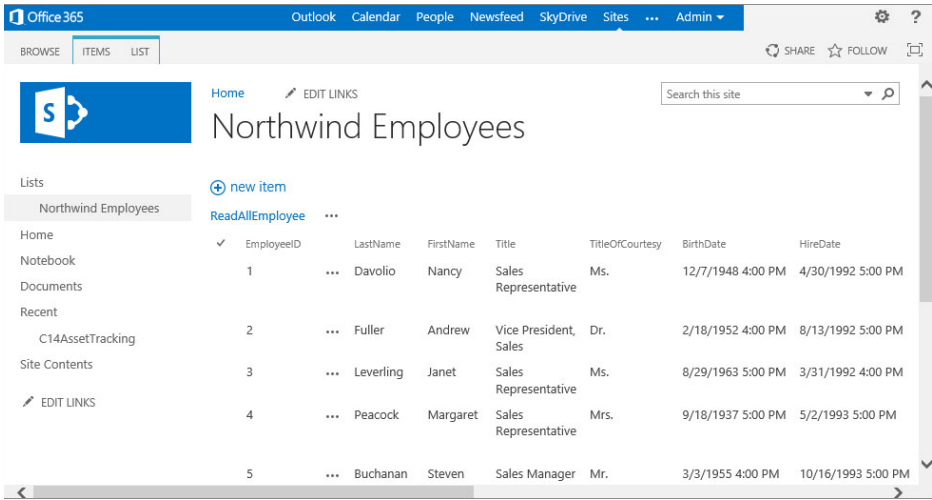 Office 365 Outlook Calendar People Newsfeed SkyDrive Sites ... Admin ?
BROWSE ITEMS LIST SHARE FOLLOW
S
Home EDIT LINKS Search this site
Northwind Employees
Lists
Northwind Employees
Home
Notebook
Documents
Recent
C14AssetTracking
Site Contents
EDIT LINKS
new item
ReadAllEmployee ...
EmployeeID LastName FirstName Title TitleOfCourtesy BirthDate HireDate
1 ... Davolio Nancy Sales Ms. 12/7/1948 4:00 PM 4/30/1992 5:00 PM
Representative
2 ... Fuller Andrew Vice President, Dr. 2/18/1952 4:00 PM 8/13/1992 5:00 PM
Sales
3 ... Leverling Janet Sales Ms. 8/29/1963 5:00 PM 3/31/1992 4:00 PM
Representative
4 ... Peacock Margaret Sales Mrs. 9/18/1937 5:00 PM 5/2/1993 5:00 PM
Representative
5 ... Buchanan Steven Sales Manager Mr. 3/3/1955 4:00 PM 10/16/1993 5:00 PM